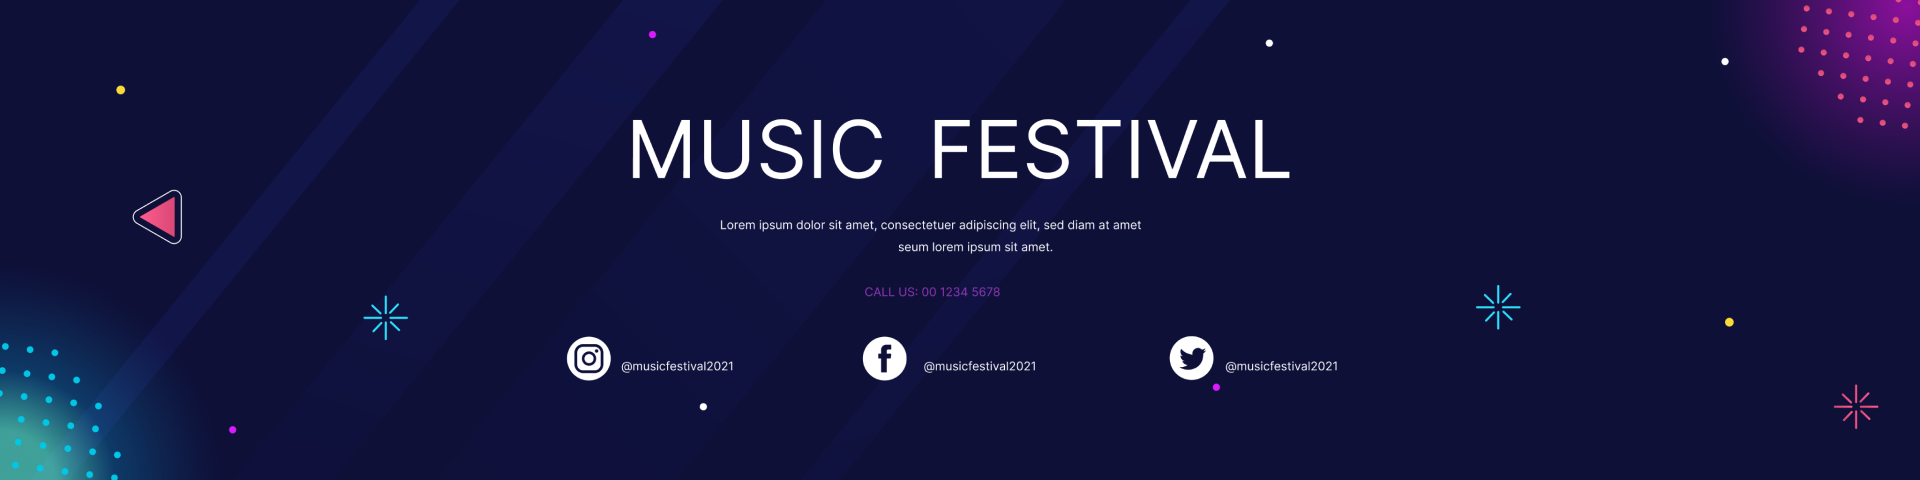 MUSIC FESTIVAL
Lorem ipsum dolor sit amet, consectetuer adipiscing elit, sed diam at amet
seum lorem ipsum sit amet.
CALL US: 00 1234 5678
@musicfestival2021
@musicfestival2021
@musicfestival2021